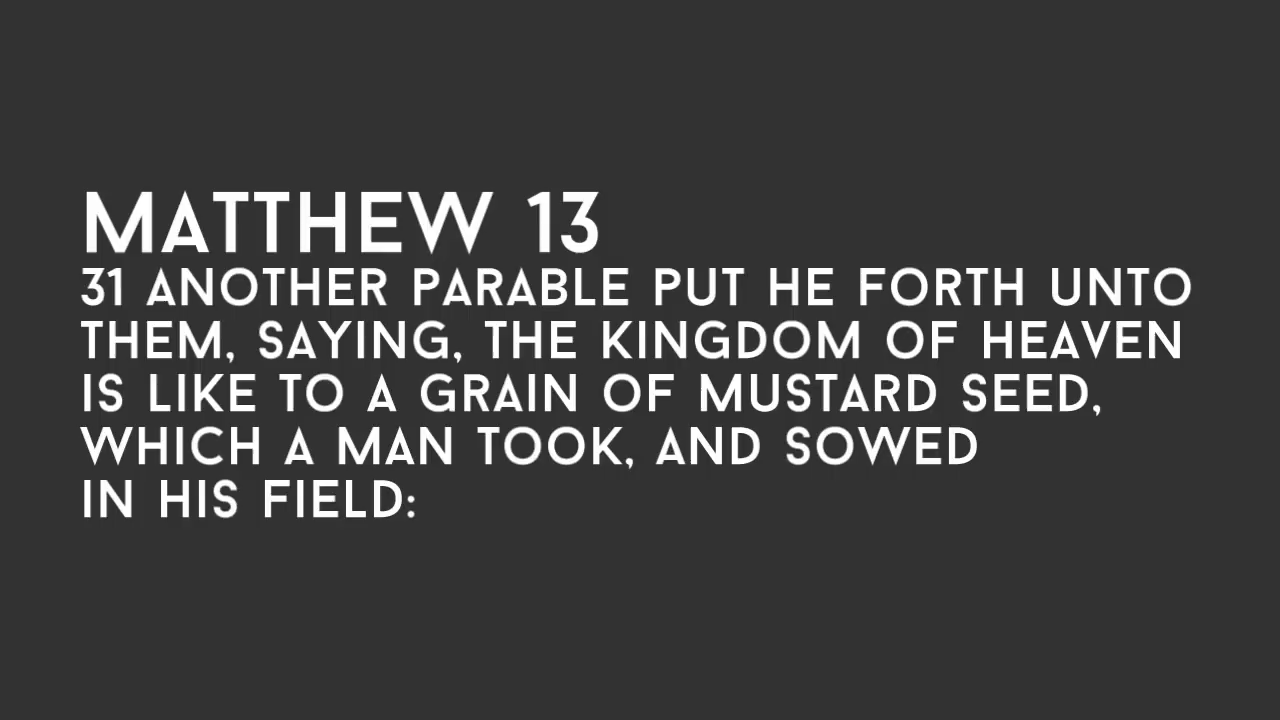 MATTHEW 13
31 ANOTHER PARABLE PUT HE FORTH UNTO
THEM, SAYING, THE KINGDOM OF HEAVEN
IS LIKE TO A GRAIN OF MUSTARD SEED,
WHICH A MAN TOOK, AND SOWED
IN HIS FIELD: